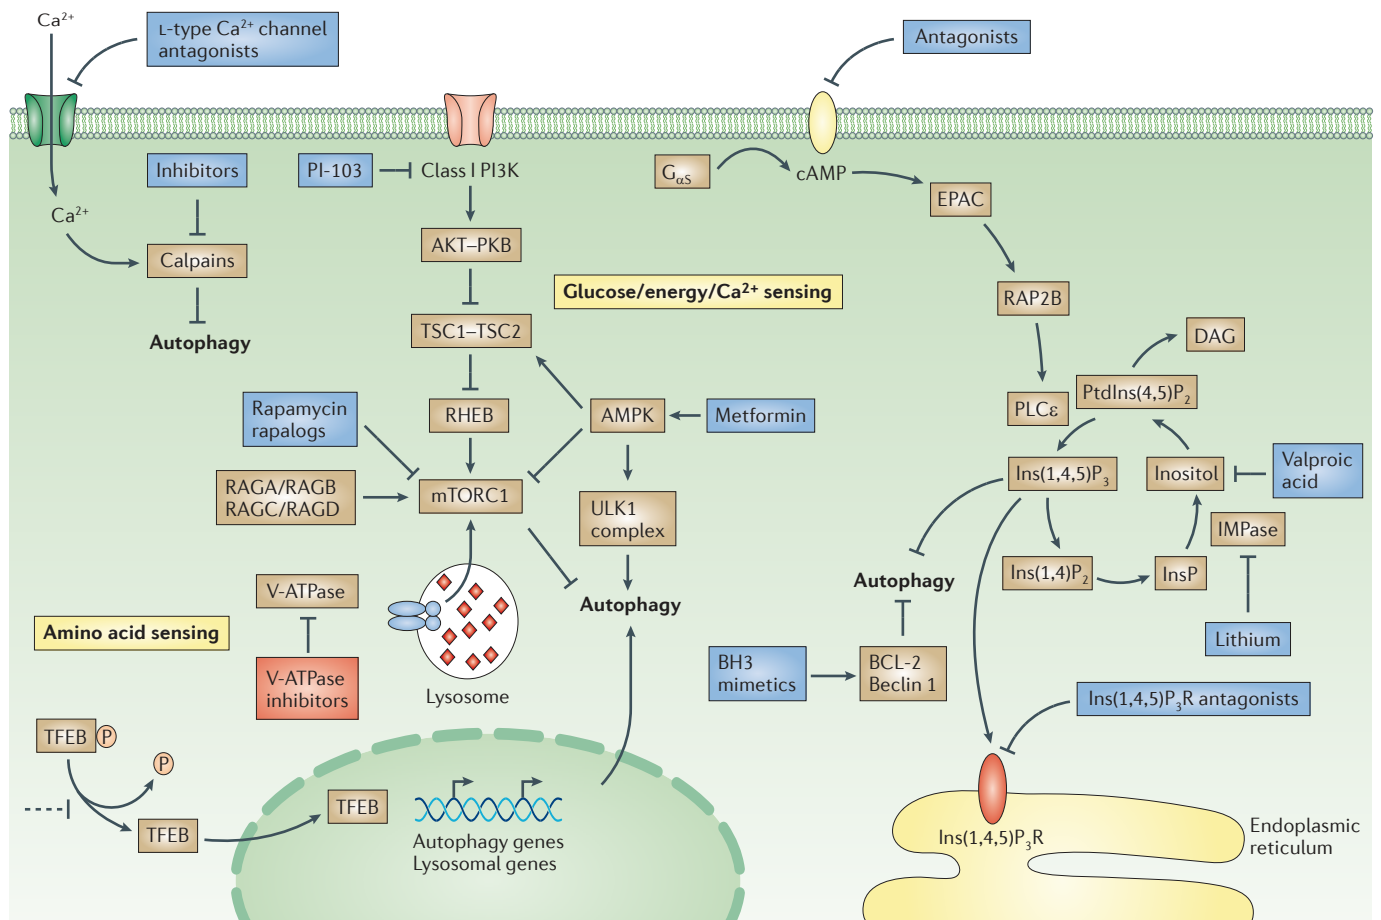 Ca²⁺
L-type Ca²⁺ channel
antagonists
Antagonists
Inhibitors
PI-103
Class I PI3K
GαS
cAMP
EPAC
Ca²⁺
Calpains
AKT–PKB
Glucose/energy/Ca²⁺ sensing
RAP2B
Autophagy
TSC1–TSC2
DAG
PtdIns(4,5)P₂
PLCε
Rapamycin
rapalogs
RHEB
AMPK
Metformin
RAGA/RAGB
RAGC/RAGD
mTORC1
ULK1
complex
Ins(1,4,5)P₃
Inositol
Valproic
acid
IMPase
Ins(1,4)P₂
InsP
V-ATPase
Autophagy
Autophagy
Amino acid sensing
Lithium
V-ATPase
inhibitors
Lysosome
BH3
mimetics
BCL-2
Beclin 1
Ins(1,4,5)P₃R antagonists
TFEB
P
P
TFEB
TFEB
Autophagy genes
Lysosomal genes
Ins(1,4,5)P₃R
Endoplasmic
reticulum